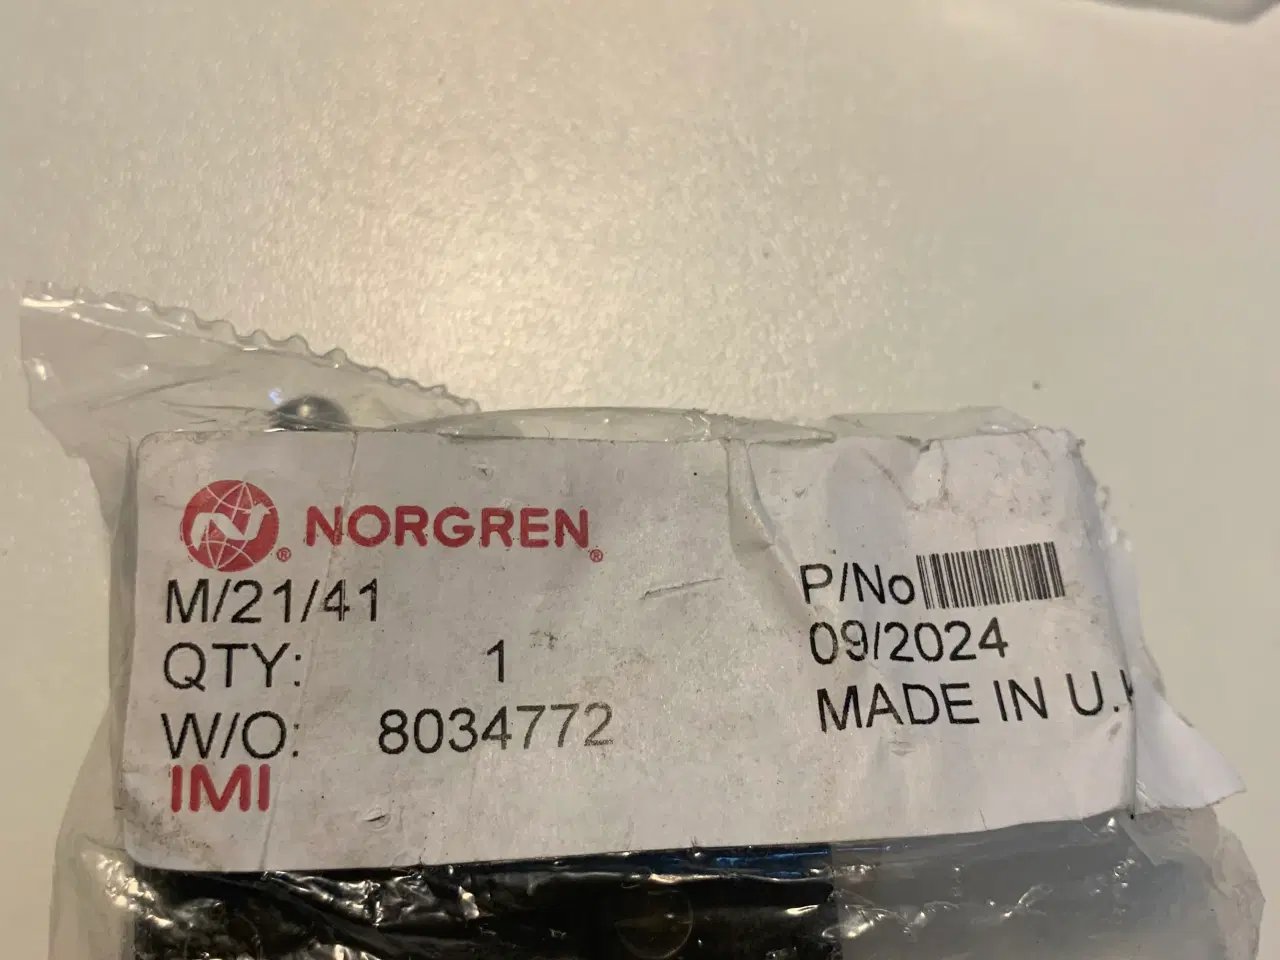 NORGREN®
M/21/41
QTY: 1
W/O: 8034772
IMI
P/No
09/2024
MADE IN U.